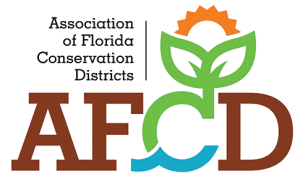 Association
of Florida
Conservation
Districts
AFCD